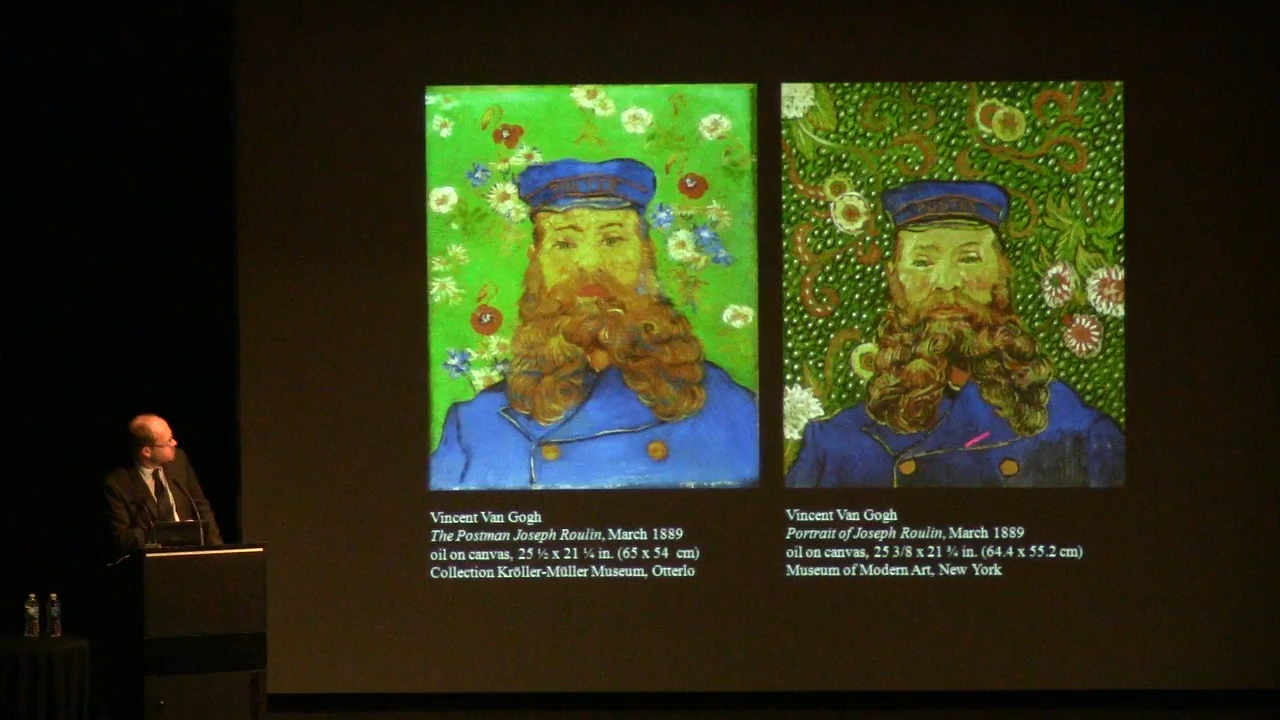 Vincent Van Gogh
The Postman Joseph Roulin, March 1889
oil on canvas, 25 ½ x 21 ¼ in. (65 x 54 cm)
Collection Kröller-Müller Museum, Otterlo
Vincent Van Gogh
Portrait of Joseph Roulin, March 1889
oil on canvas, 25 3/8 x 21 ¾ in. (64.4 x 55.2 cm)
Museum of Modern Art, New York